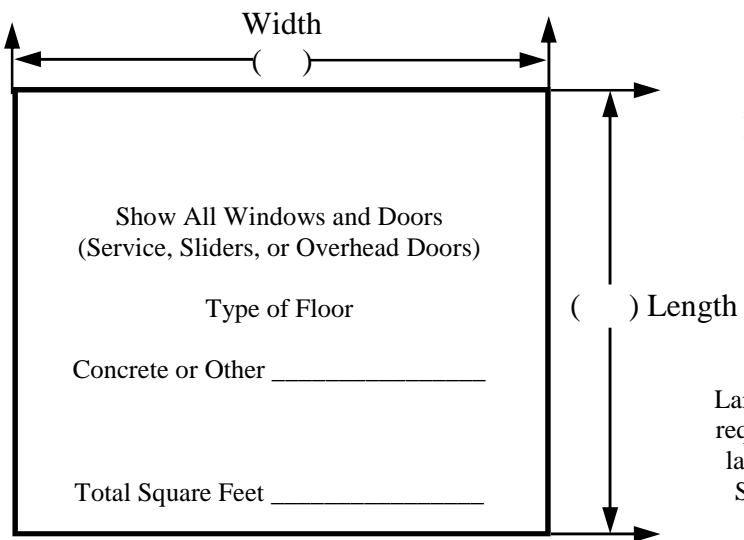 Width
( )
Show All Windows and Doors
(Service, Sliders, or Overhead Doors)
Type of Floor
( ) Length
Concrete or Other ________________
Total Square Feet ________________